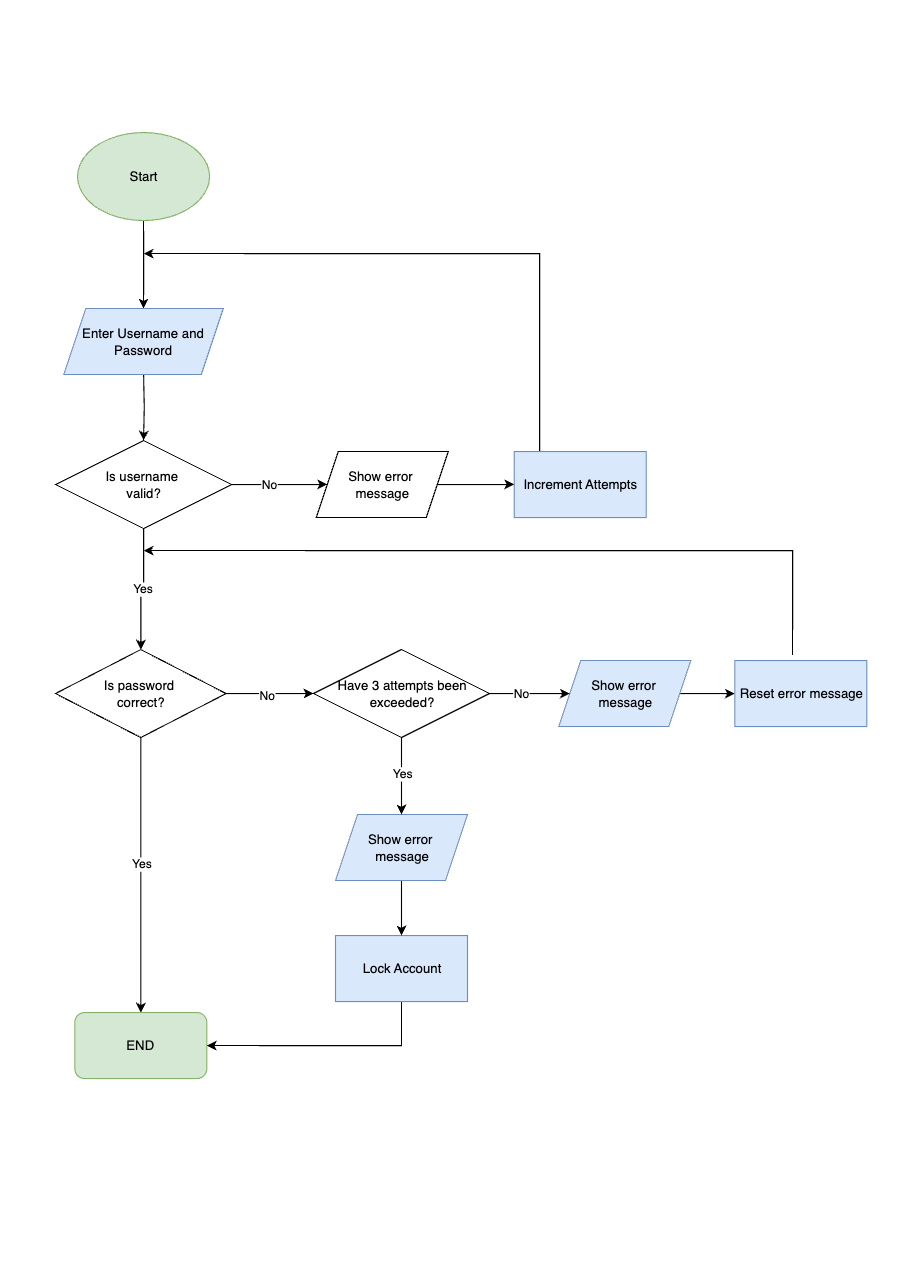 Start
Enter Username and
Password
Is username
valid?
No
Show error
message
Increment Attempts
Yes
Is password
correct?
No
Have 3 attempts been
exceeded?
No
Show error
message
Reset error message
Yes
Show error
message
Yes
Lock Account
END